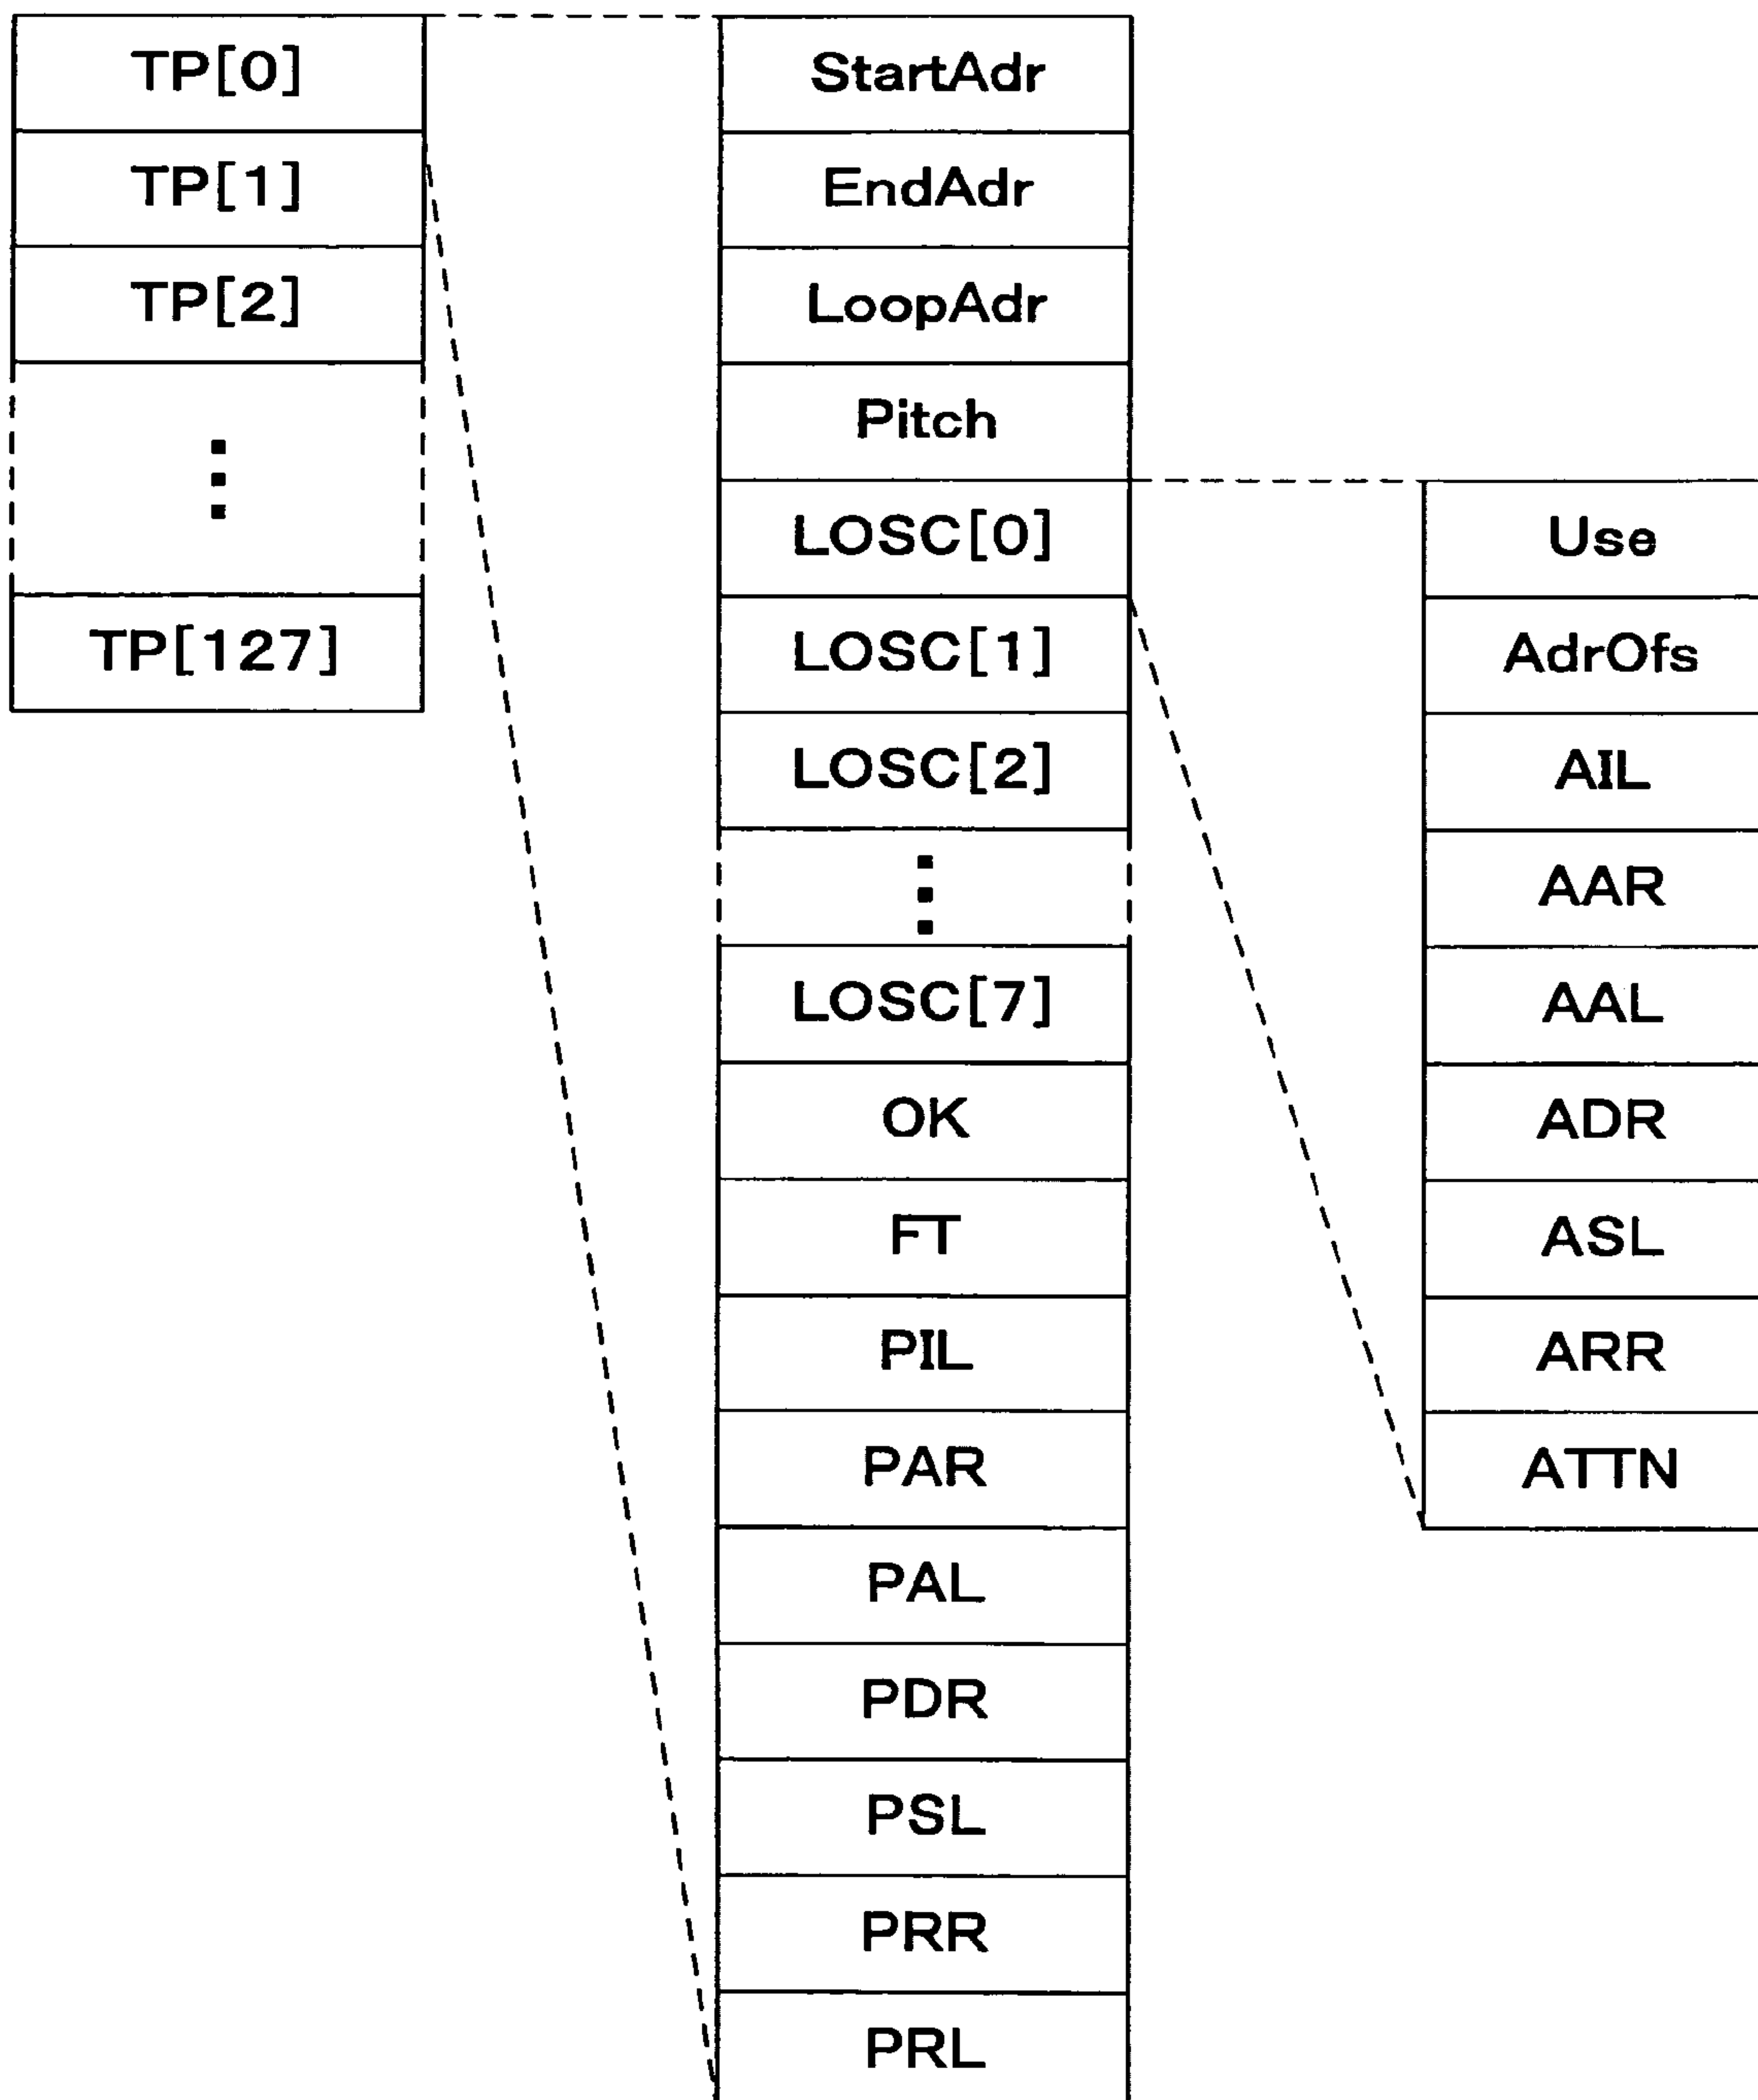 TP[0]
TP[1]
TP[2]
TP[127]
StartAdr
EndAdr
LoopAdr
Pitch
LOSC[0]
LOSC[1]
LOSC[2]
LOSC[7]
OK
FT
PIL
PAR
PAL
PDR
PSL
PRR
PRL
Use
AdrOfs
AIL
AAR
AAL
ADR
ASL
ARR
ATTN